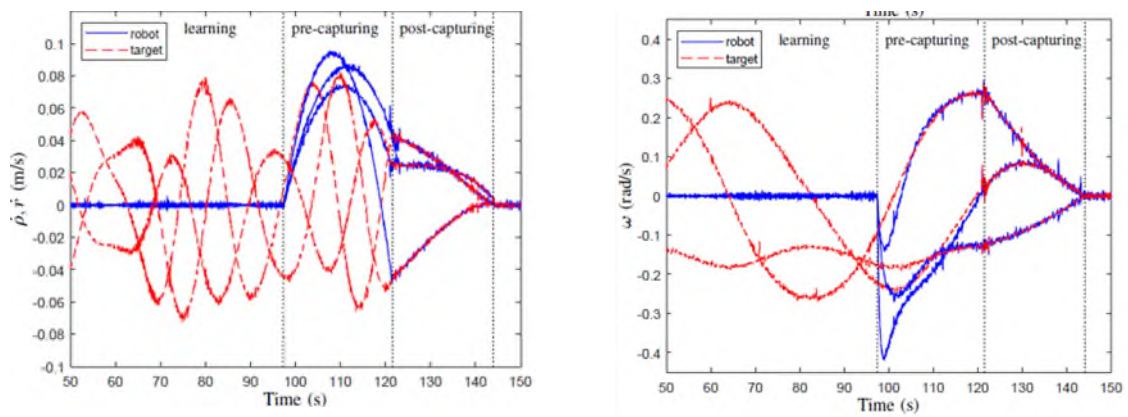 robot
target
learning
pre-capturing
post-capturing
0.1
0.08
0.06
0.04
0.02
0
-0.02
-0.04
-0.06
-0.08
-0.1
ρ̇, ṙ (m/s)
50 60 70 80 90 100 110 120 130 140 150
Time (s)
Time (s)
robot
target
learning
pre-capturing
post-capturing
0.4
0.3
0.2
0.1
0
-0.1
-0.2
-0.3
-0.4
ω (rad/s)
50 60 70 80 90 100 110 120 130 140 150
Time (s)